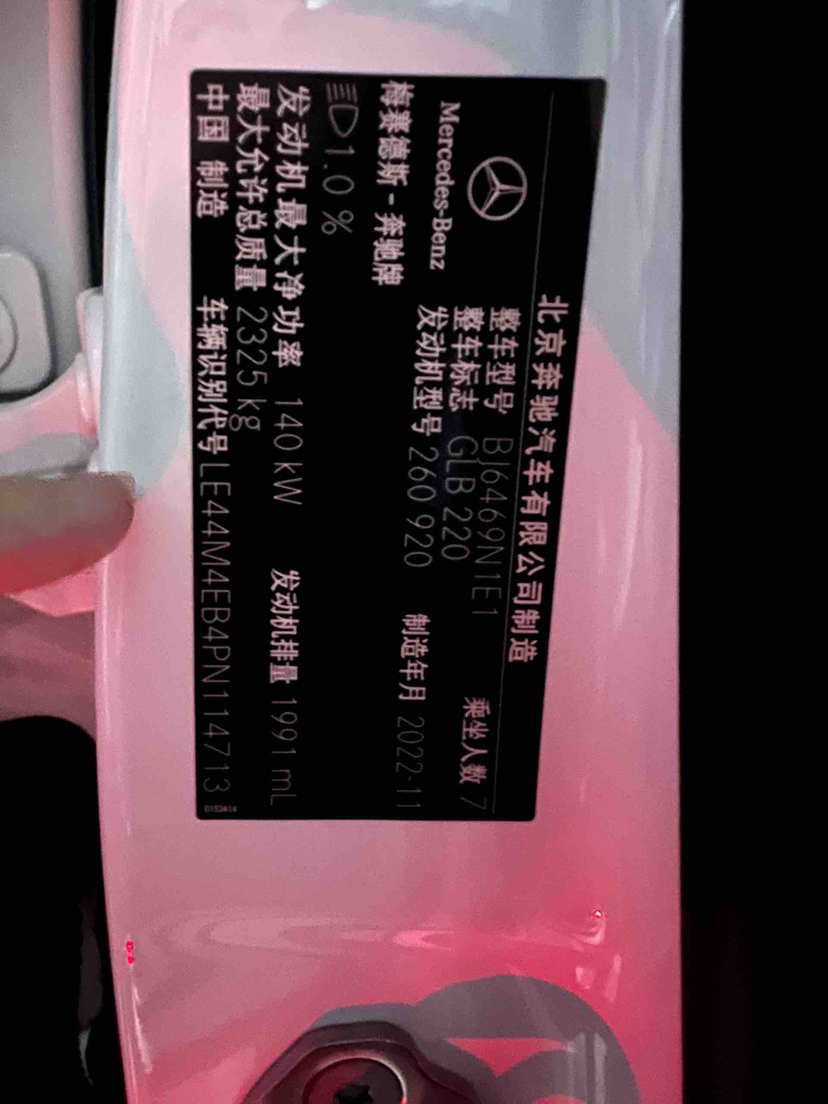 北京奔驰汽车有限公司制造
Mercedes-Benz
整车型号 BJ6469N1E1 乘坐人数 7
整车标志 GLB 220
发动机型号 260 920 制造年月 2022-11
梅赛德斯-奔驰牌
1.0 %
发动机最大净功率 140 kW 发动机排量 1991 mL
最大允许总质量 2325 kg
中国 制造 车辆识别代号 LE44M4EB4PN114713